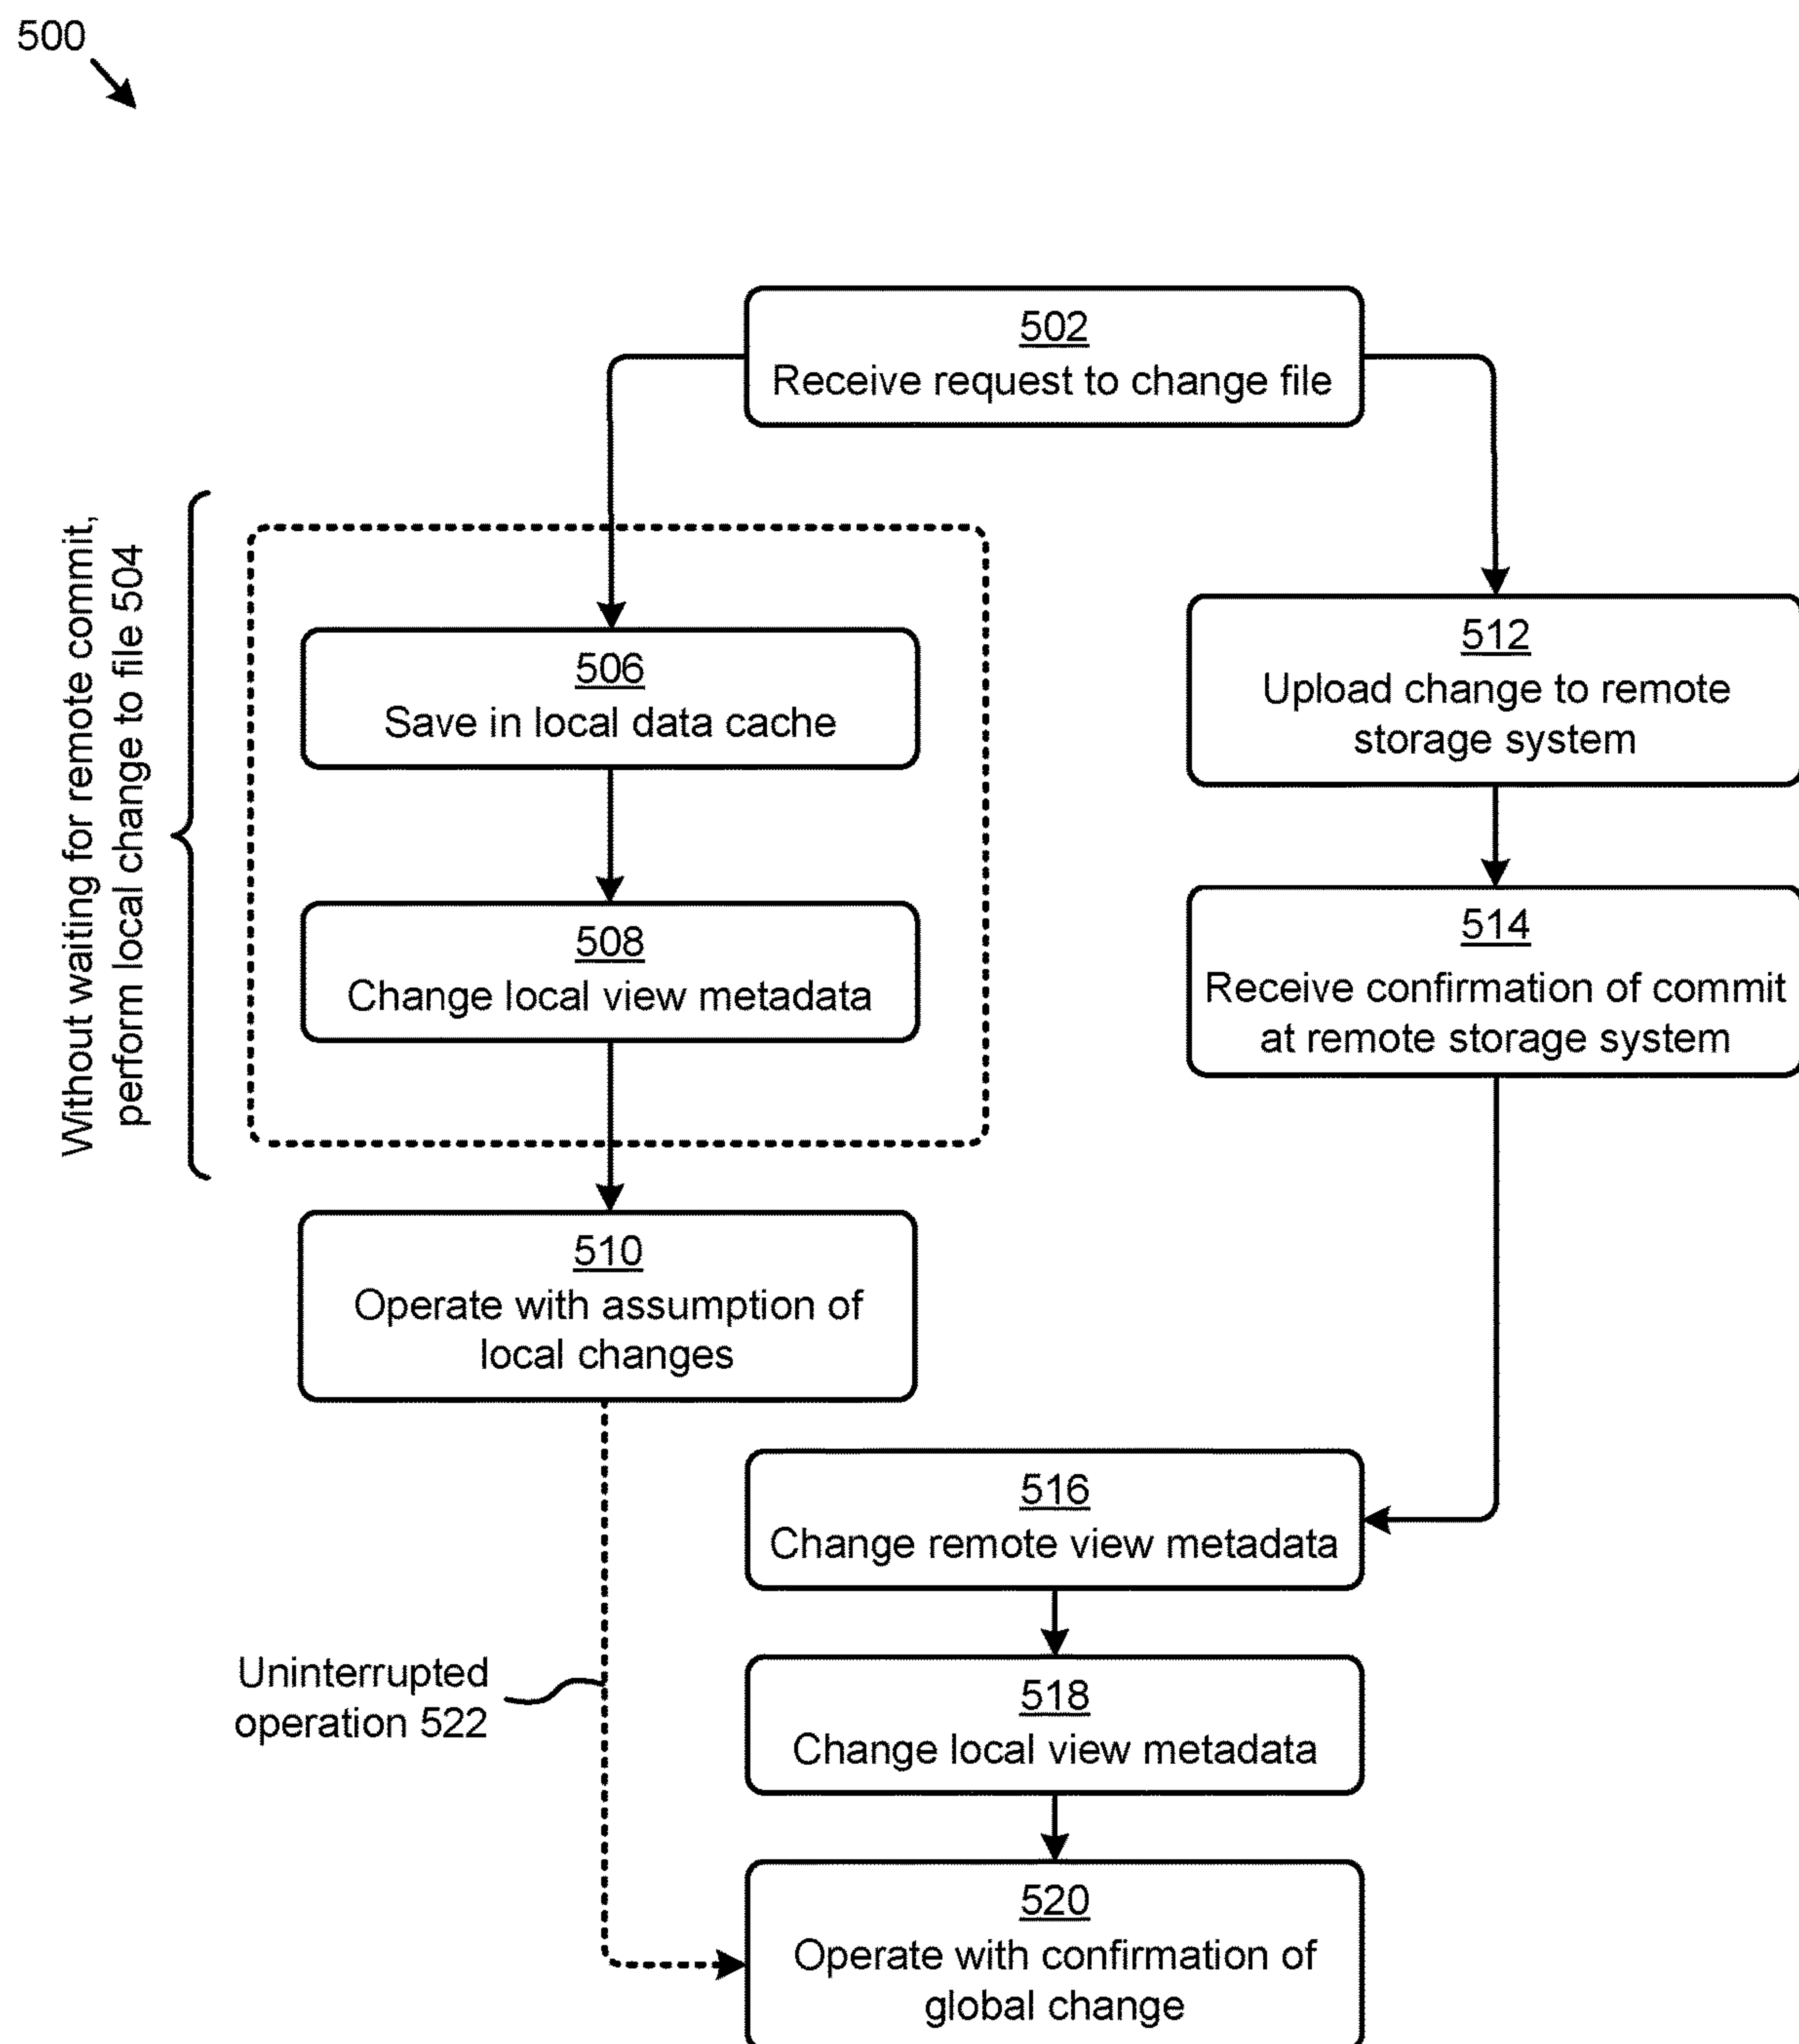 500
502
Receive request to change file
Without waiting for remote commit,
perform local change to file 504
506
Save in local data cache
508
Change local view metadata
512
Upload change to remote
storage system
514
Receive confirmation of commit
at remote storage system
510
Operate with assumption of
local changes
516
Change remote view metadata
Uninterrupted
operation 522
518
Change local view metadata
520
Operate with confirmation of
global change